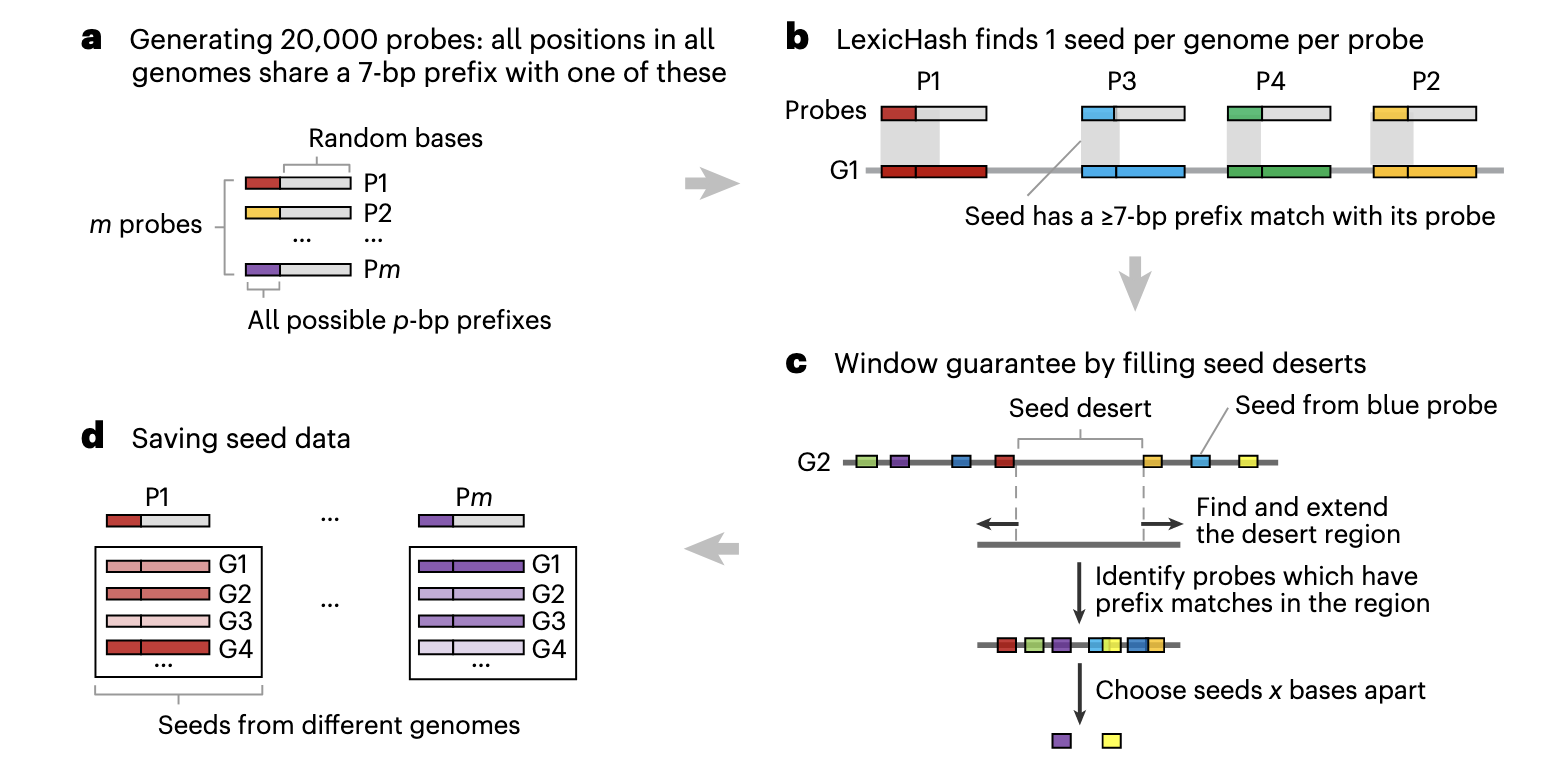 a Generating 20,000 probes: all positions in all
genomes share a 7-bp prefix with one of these
Random bases
m probes
P1
P2
... ...
Pm
All possible p-bp prefixes
b LexicHash finds 1 seed per genome per probe
P1 P3 P4 P2
Probes
G1
Seed has a ≥7-bp prefix match with its probe
c Window guarantee by filling seed deserts
Seed desert
Seed from blue probe
G2
Find and extend
the desert region
Identify probes which have
prefix matches in the region
Choose seeds x bases apart
d Saving seed data
P1 ... Pm
G1 G1
G2 G2
...
G3 G3
G4 G4
... ...
Seeds from different genomes